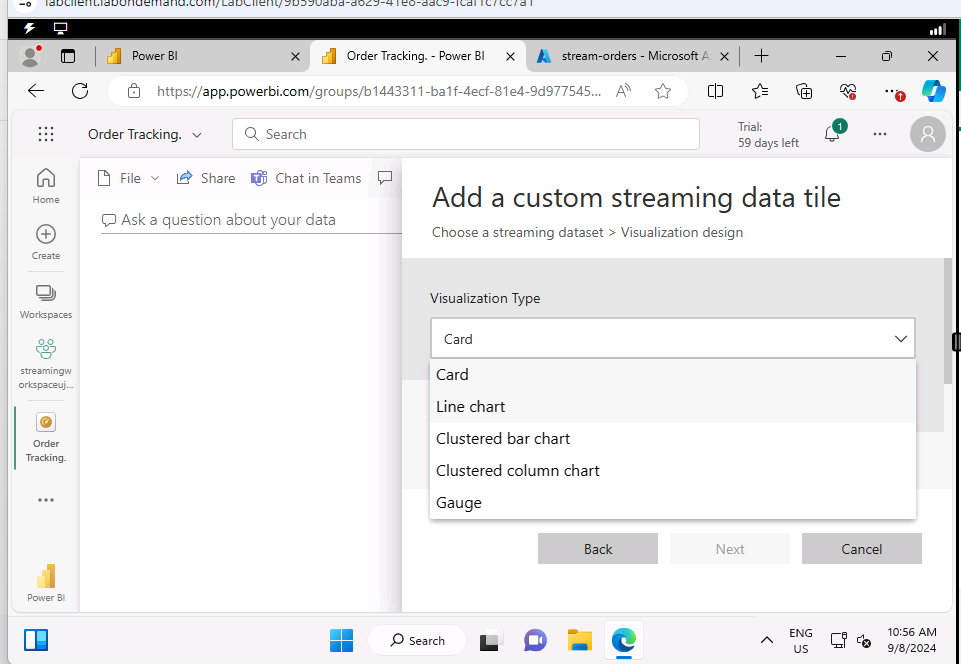 labclient.labondemand.com/LabClient/9b590aba-a629-41e8-aac9-fcaf1c7cc7a1
Power BI
Order Tracking. - Power BI
stream-orders - Microsoft A
https://app.powerbi.com/groups/b1443311-ba1f-4ecf-81e4-9d977545...
Order Tracking.
Search
Trial:
59 days left
1
Home
Create
Workspaces
streamingw
orkspaceuj...
Order
Tracking.
Power BI
File
Share
Chat in Teams
Ask a question about your data
Add a custom streaming data tile
Choose a streaming dataset > Visualization design
Visualization Type
Card
Card
Line chart
Clustered bar chart
Clustered column chart
Gauge
Back
Next
Cancel
Search
ENG
US
10:56 AM
9/8/2024